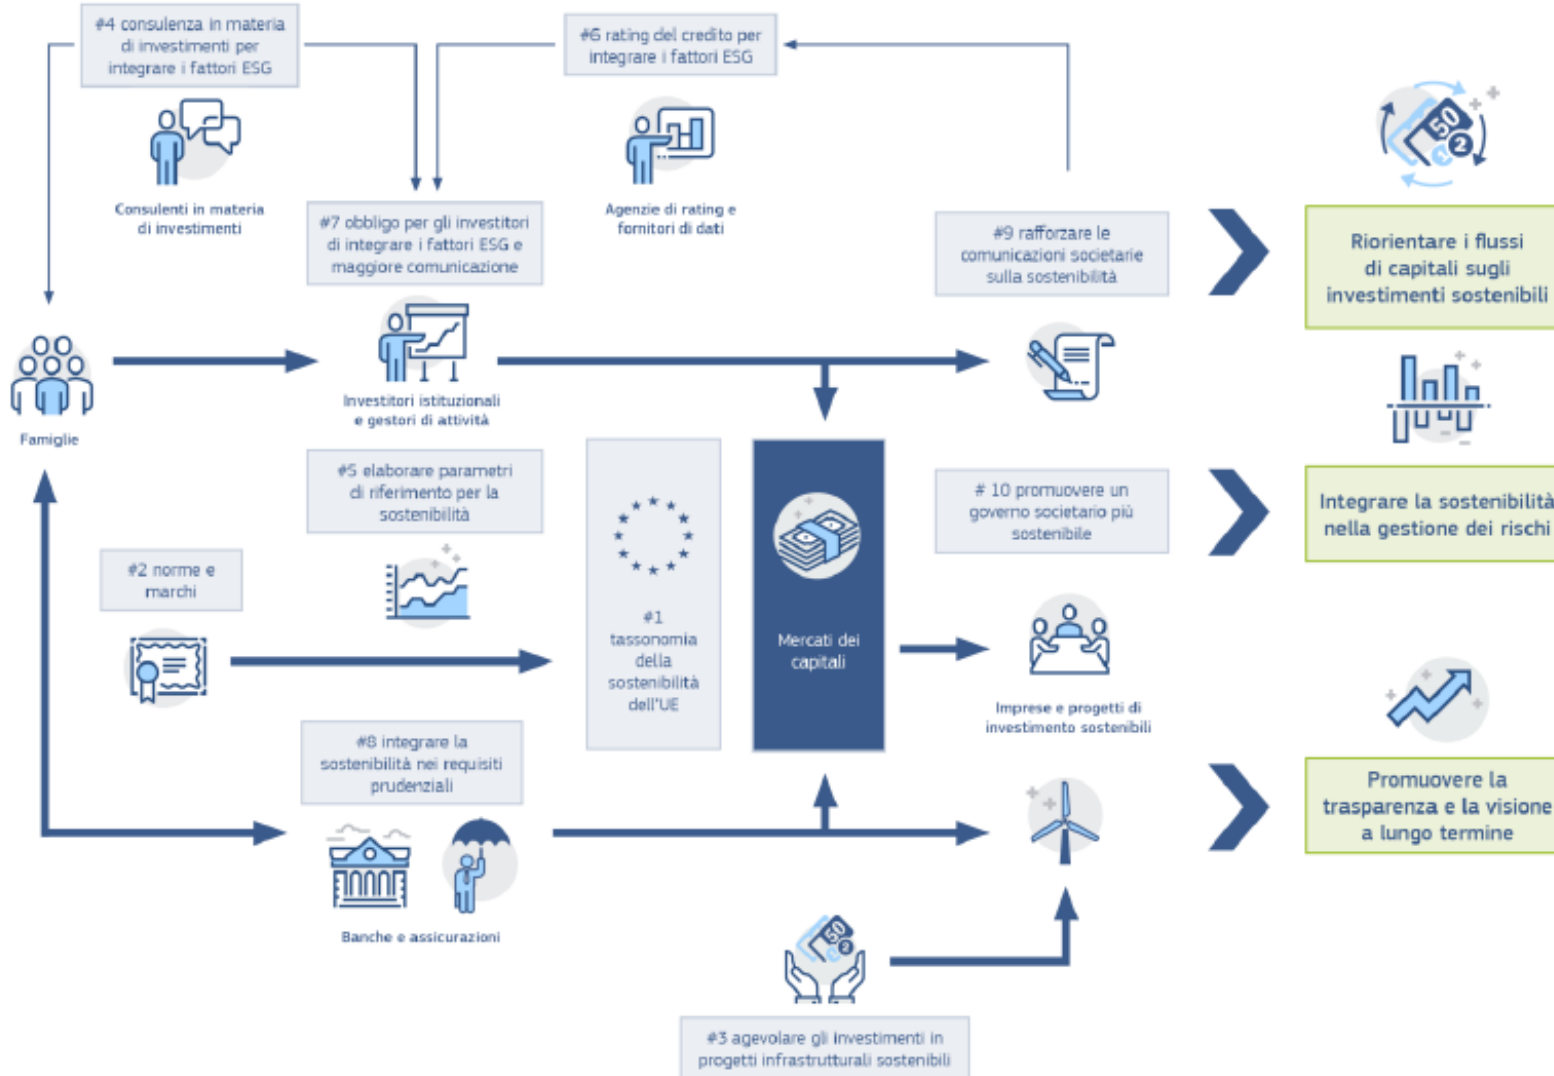 #4 consulenza in materia
di investimenti per
integrare i fattori ESG
#6 rating del credito per
integrare i fattori ESG
Consulenti in materia
di investimenti
#7 obbligo per gli investitori
di integrare i fattori ESG e
maggiore comunicazione
Agenzie di rating e
fornitori di dati
#9 rafforzare le
comunicazioni societarie
sulla sostenibilità
50
2
Riorientare i flussi
di capitali sugli
investimenti sostenibili
Famiglie
Investitori istituzionali
e gestori di attività
#5 elaborare parametri
di riferimento per la
sostenibilità
#2 norme e
marchi
#1
tassonomia
della
sostenibilità
dell'UE
Mercati dei
capitali
# 10 promuovere un
governo societario più
sostenibile
Integrare la sostenibilità
nella gestione dei rischi
Imprese e progetti di
investimento sostenibili
#8 integrare la
sostenibilità nei requisiti
prudenziali
Banche e assicurazioni
Promuovere la
trasparenza e la visione
a lungo termine
50
2
#3 agevolare gli investimenti in
progetti infrastrutturali sostenibili